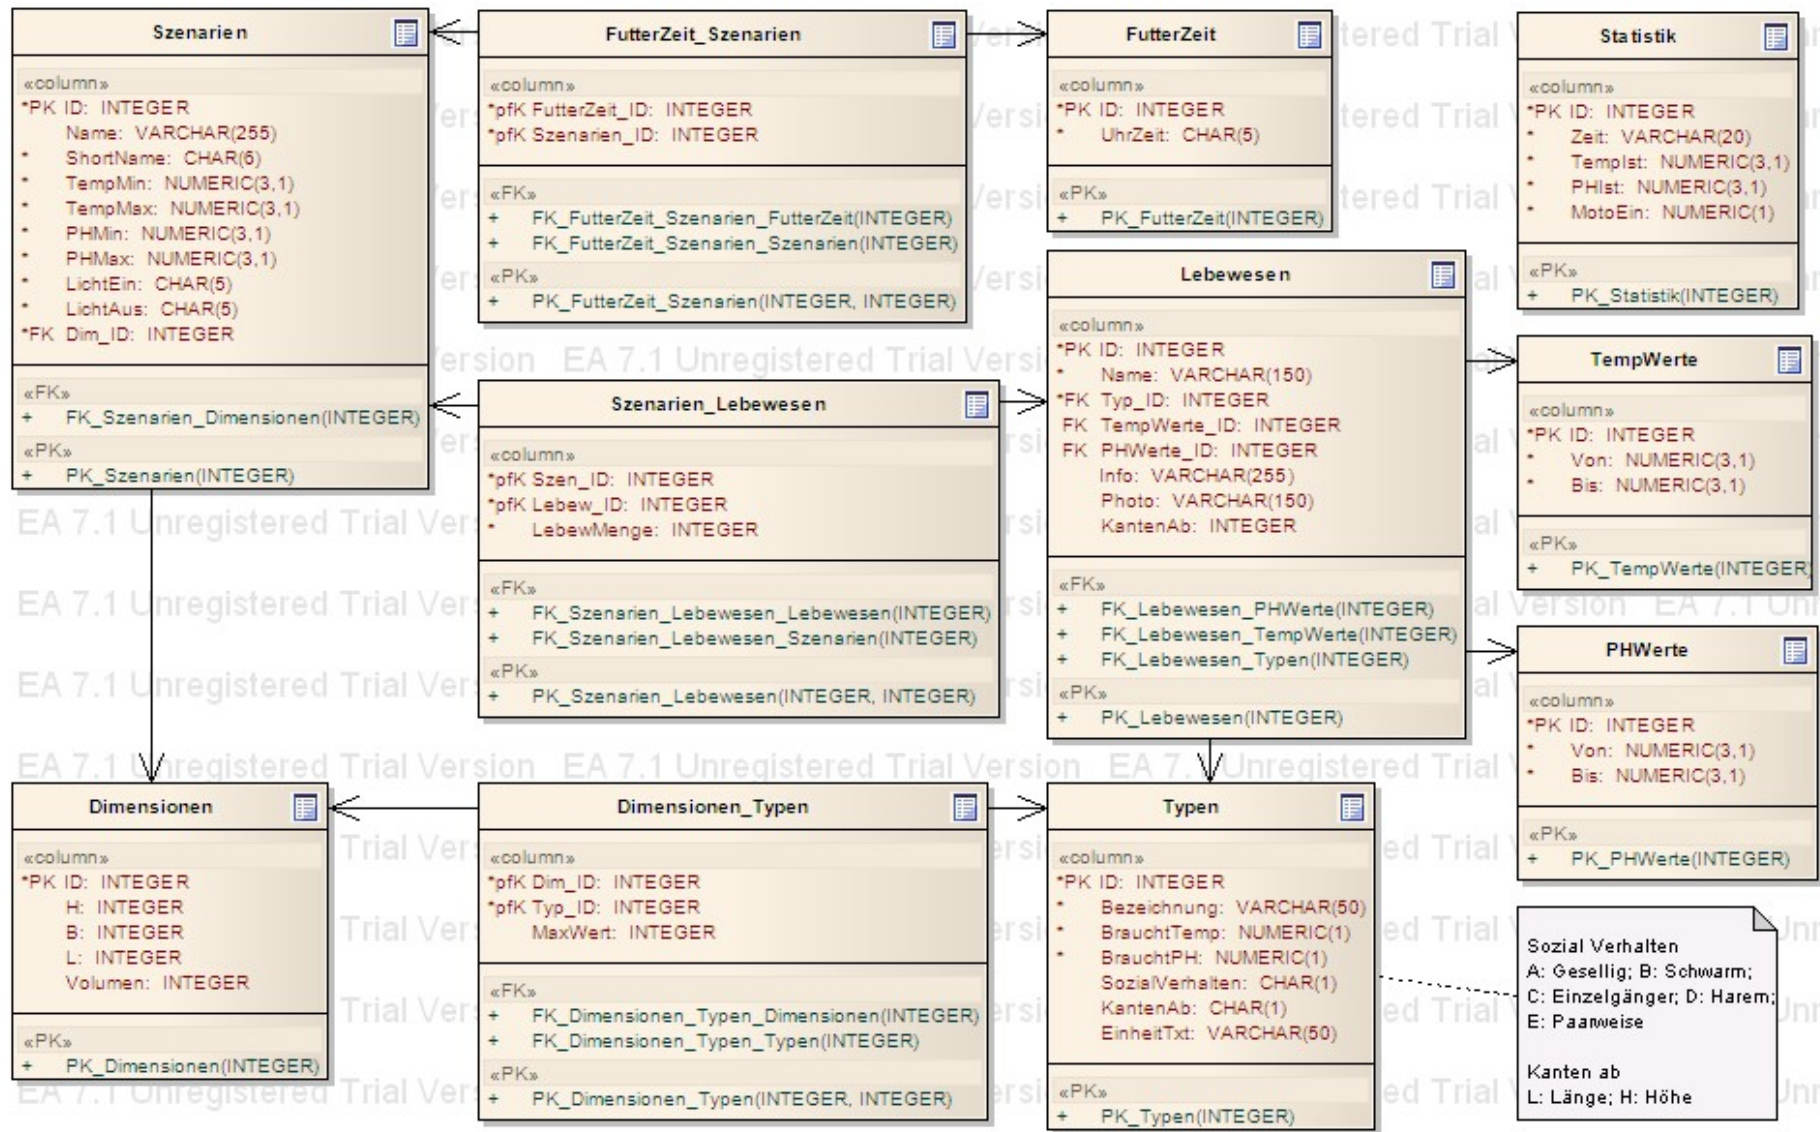 Szenarien
«column»
*PK ID: INTEGER
Name: VARCHAR(255)
* ShortName: CHAR(6)
* TempMin: NUMERIC(3,1)
* TempMax: NUMERIC(3,1)
* PHMin: NUMERIC(3,1)
* PHMax: NUMERIC(3,1)
* LichtEin: CHAR(5)
* LichtAus: CHAR(5)
*FK Dim_ID: INTEGER
«FK»
+ FK_Szenarien_Dimensionen(INTEGER)
«PK»
+ PK_Szenarien(INTEGER)
FutterZeit_Szenarien
«column»
*pfK FutterZeit_ID: INTEGER
*pfK Szenarien_ID: INTEGER
«FK»
+ FK_FutterZeit_Szenarien_FutterZeit(INTEGER)
+ FK_FutterZeit_Szenarien_Szenarien(INTEGER)
«PK»
+ PK_FutterZeit_Szenarien(INTEGER, INTEGER)
FutterZeit
«column»
*PK ID: INTEGER
* UhrZeit: CHAR(5)
«PK»
+ PK_FutterZeit(INTEGER)
Statistik
«column»
*PK ID: INTEGER
* Zeit: VARCHAR(20)
* TempIst: NUMERIC(3,1)
* PHIst: NUMERIC(3,1)
* MotoEin: NUMERIC(1)
«PK»
+ PK_Statistik(INTEGER)
Szenarien_Lebewesen
«column»
*pfK Szen_ID: INTEGER
*pfK Lebew_ID: INTEGER
* LebewMenge: INTEGER
«FK»
+ FK_Szenarien_Lebewesen_Lebewesen(INTEGER)
+ FK_Szenarien_Lebewesen_Szenarien(INTEGER)
«PK»
+ PK_Szenarien_Lebewesen(INTEGER, INTEGER)
Lebewesen
«column»
*PK ID: INTEGER
* Name: VARCHAR(150)
*FK Typ_ID: INTEGER
FK TempWerte_ID: INTEGER
FK PHWerte_ID: INTEGER
Info: VARCHAR(255)
Photo: VARCHAR(150)
KantenAb: INTEGER
«FK»
+ FK_Lebewesen_PHWerte(INTEGER)
+ FK_Lebewesen_TempWerte(INTEGER)
+ FK_Lebewesen_Typen(INTEGER)
«PK»
+ PK_Lebewesen(INTEGER)
TempWerte
«column»
*PK ID: INTEGER
* Von: NUMERIC(3,1)
* Bis: NUMERIC(3,1)
«PK»
+ PK_TempWerte(INTEGER)
PHWerte
«column»
*PK ID: INTEGER
* Von: NUMERIC(3,1)
* Bis: NUMERIC(3,1)
«PK»
+ PK_PHWerte(INTEGER)
Dimensionen
«column»
*PK ID: INTEGER
H: INTEGER
B: INTEGER
L: INTEGER
Volumen: INTEGER
«PK»
+ PK_Dimensionen(INTEGER)
Dimensionen_Typen
«column»
*pfK Dim_ID: INTEGER
*pfK Typ_ID: INTEGER
MaxWert: INTEGER
«FK»
+ FK_Dimensionen_Typen_Dimensionen(INTEGER)
+ FK_Dimensionen_Typen_Typen(INTEGER)
«PK»
+ PK_Dimensionen_Typen(INTEGER, INTEGER)
Typen
«column»
*PK ID: INTEGER
* Bezeichnung: VARCHAR(50)
* BrauchtTemp: NUMERIC(1)
* BrauchtPH: NUMERIC(1)
SozialVerhalten: CHAR(1)
KantenAb: CHAR(1)
EinheitTxt: VARCHAR(50)
«PK»
+ PK_Typen(INTEGER)
Sozial Verhalten
A: Gesellig; B: Schwarm;
C: Einzelgänger; D: Harem;
E: Paarweise
Kanten ab
L: Länge; H: Höhe
EA 7.1 Unregistered Trial Version